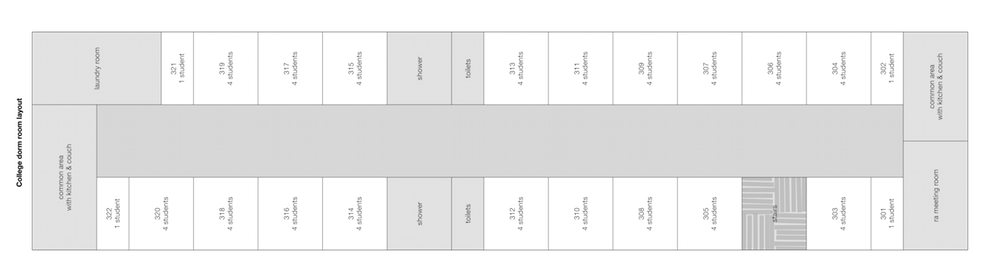 College dorm room layout
laundry room
321
1 student
319
4 students
317
4 students
315
4 students
shower
toilets
313
4 students
311
4 students
309
4 students
307
4 students
306
4 students
304
4 students
302
1 student
common area
with kitchen & couch
common area
with kitchen & couch
322
1 student
320
4 students
318
4 students
316
4 students
314
4 students
shower
toilets
312
4 students
310
4 students
308
4 students
305
4 students
stairs
303
4 students
301
1 student
ra meeting room